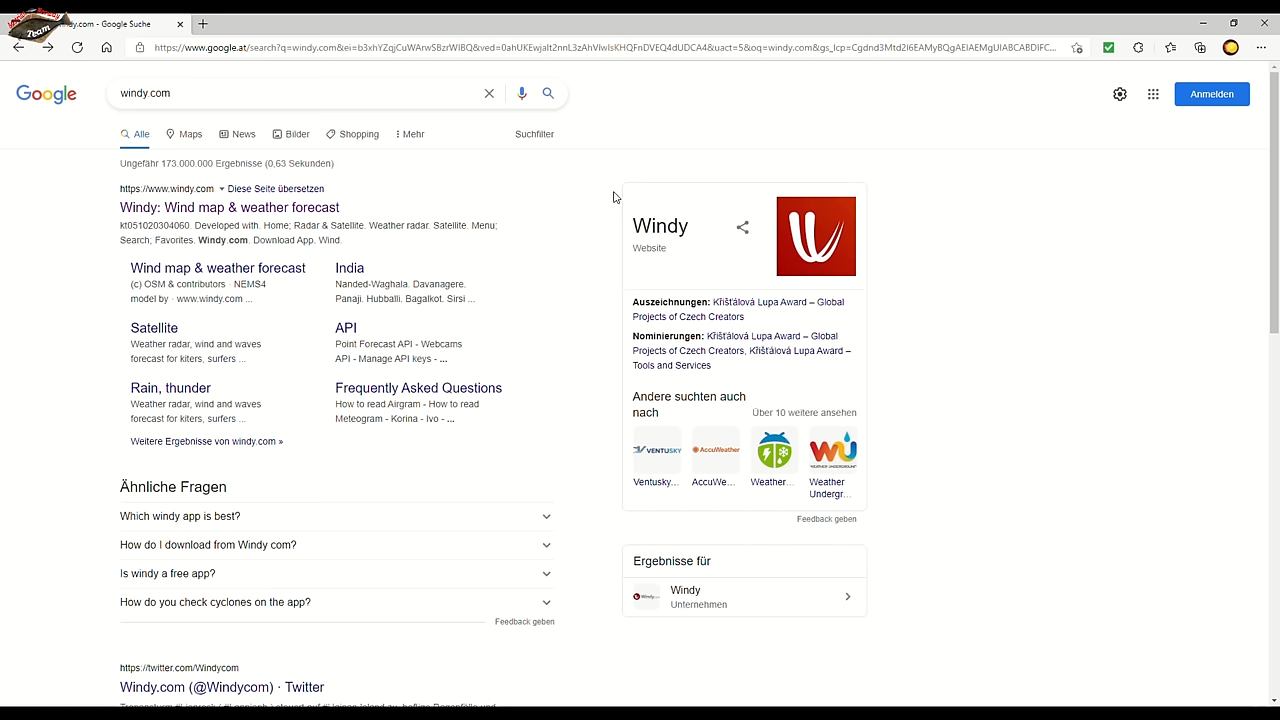 Team
ndy.com - Google Suche
https://www.google.at/search?q=windy.com&ei=b3xhYZqjCuWArwSBzrWIBQ&ved=0ahUKEwjaIt2nnL3zAhVlwIsKHQFnDVEQ4dUDCA4&uact=5&oq=windy.com&gs_lcp=Cgdnd3Mtd2l6EAMyBQgAEIAEMgUIABCABDIFC...
Google
windy.com
Anmelden
Alle Maps News Bilder Shopping Mehr Suchfilter
Ungefähr 173.000.000 Ergebnisse (0,63 Sekunden)
https://www.windy.com Diese Seite übersetzen
Windy: Wind map & weather forecast
kt051020304060. Developed with. Home; Radar & Satellite. Weather radar. Satellite. Menu;
Search; Favorites. Windy.com. Download App. Wind.
Wind map & weather forecast
(c) OSM & contributors · NEMS4
model by · www.windy.com ...
India
Nanded-Waghala. Davanagere.
Panaji. Hubballi. Bagalkot. Sirsi ...
Satellite
Weather radar, wind and waves
forecast for kiters, surfers ...
API
Point Forecast API - Webcams
API - Manage API keys - ...
Rain, thunder
Weather radar, wind and waves
forecast for kiters, surfers ...
Frequently Asked Questions
How to read Airgram - How to read
Meteogram - Korina - ivo - ...
Weitere Ergebnisse von windy.com »
Ähnliche Fragen
Which windy app is best?
How do I download from Windy com?
Is windy a free app?
How do you check cyclones on the app?
Feedback geben
https://twitter.com/Windycom
Windy.com (@Windycom) · Twitter
Windy
Website
Auszeichnungen: Křišťálová Lupa Award – Global
Projects of Czech Creators
Nominierungen: Křišťálová Lupa Award – Global
Projects of Czech Creators, Křišťálová Lupa Award –
Tools and Services
Andere suchten auch
nach
Über 10 weitere ansehen
VENTUSKY
AccuWeather
WEATHER UNDERGROUND
Ventusky...
AccuWe...
Weather...
Weather
Undergr...
Feedback geben
Ergebnisse für
Windy.com
Windy
Unternehmen